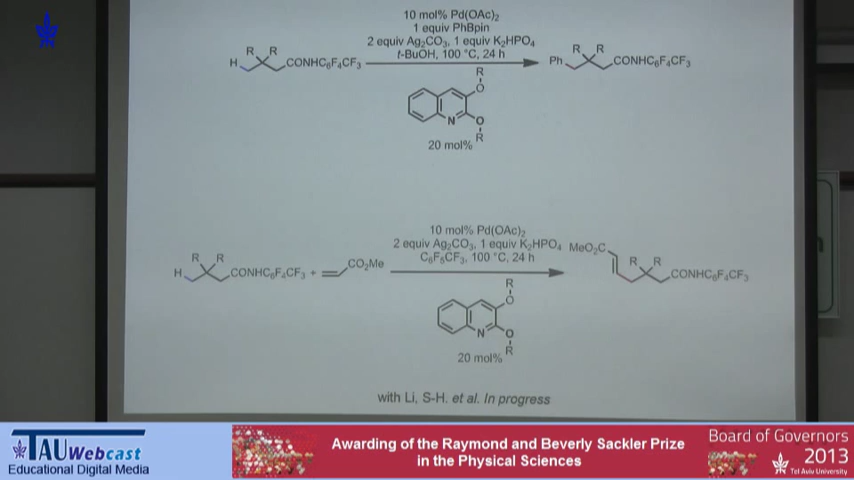 10 mol% Pd(OAc)₂
1 equiv PhBpin
2 equiv Ag₂CO₃, 1 equiv K₂HPO₄
t-BuOH, 100 °C, 24 h
R R
H
CONHC₆F₄CF₃
R R
Ph
CONHC₆F₄CF₃
R
O
N O
R
20 mol%
10 mol% Pd(OAc)₂
2 equiv Ag₂CO₃, 1 equiv K₂HPO₄
C₆F₅CF₃, 100 °C, 24 h
R R
H
CONHC₆F₄CF₃ +
CO₂Me
MeO₂C
R R
CONHC₆F₄CF₃
R
O
N O
R
20 mol%
with Li, S-H. et al. In progress
TAU Webcast
Educational Digital Media
Awarding of the Raymond and Beverly Sackler Prize
in the Physical Sciences
Board of Governors
2013
Tel Aviv University